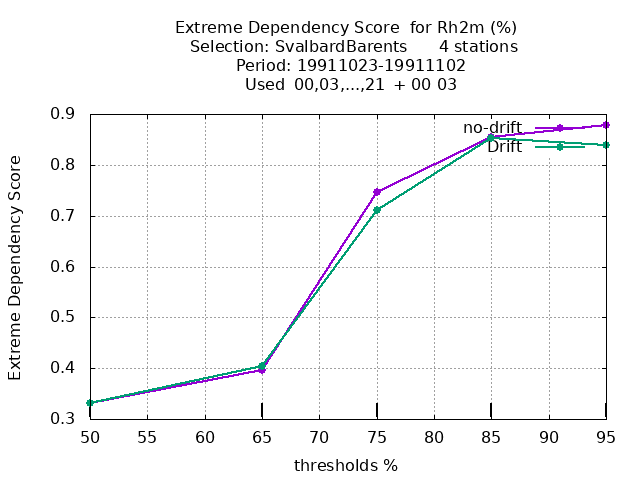 Extreme Dependency Score  for Rh2m (%)
Selection: SvalbardBarents      4 stations
Period: 19911023-19911102
Used  00,03,...,21  + 00 03
0.9
0.8
0.7
0.6
0.5
0.4
0.3
Extreme Dependency Score
no-drift
Drift
50 55 60 65 70 75 80 85 90 95
thresholds %